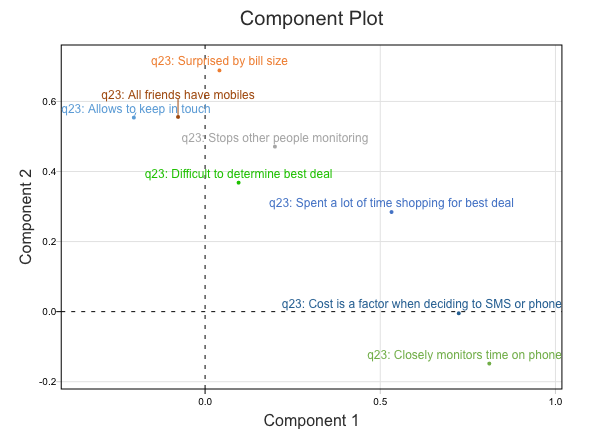 Component Plot
q23: Surprised by bill size
q23: All friends have mobiles
q23: Allows to keep in touch
q23: Stops other people monitoring
q23: Difficult to determine best deal
q23: Spent a lot of time shopping for best deal
q23: Cost is a factor when deciding to SMS or phone
q23: Closely monitors time on phone
Component 2
0.6
0.4
0.2
0.0
-0.2
0.0
0.5
1.0
Component 1